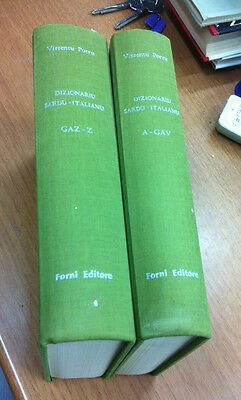 Vissentu Porru
DIZIONARIU
SARDU-ITALIANU
GAZ-Z
Forni Editore
Vissentu Porru
DIZIONARIU
SARDU-ITALIANU
A-GAV
Forni Editore